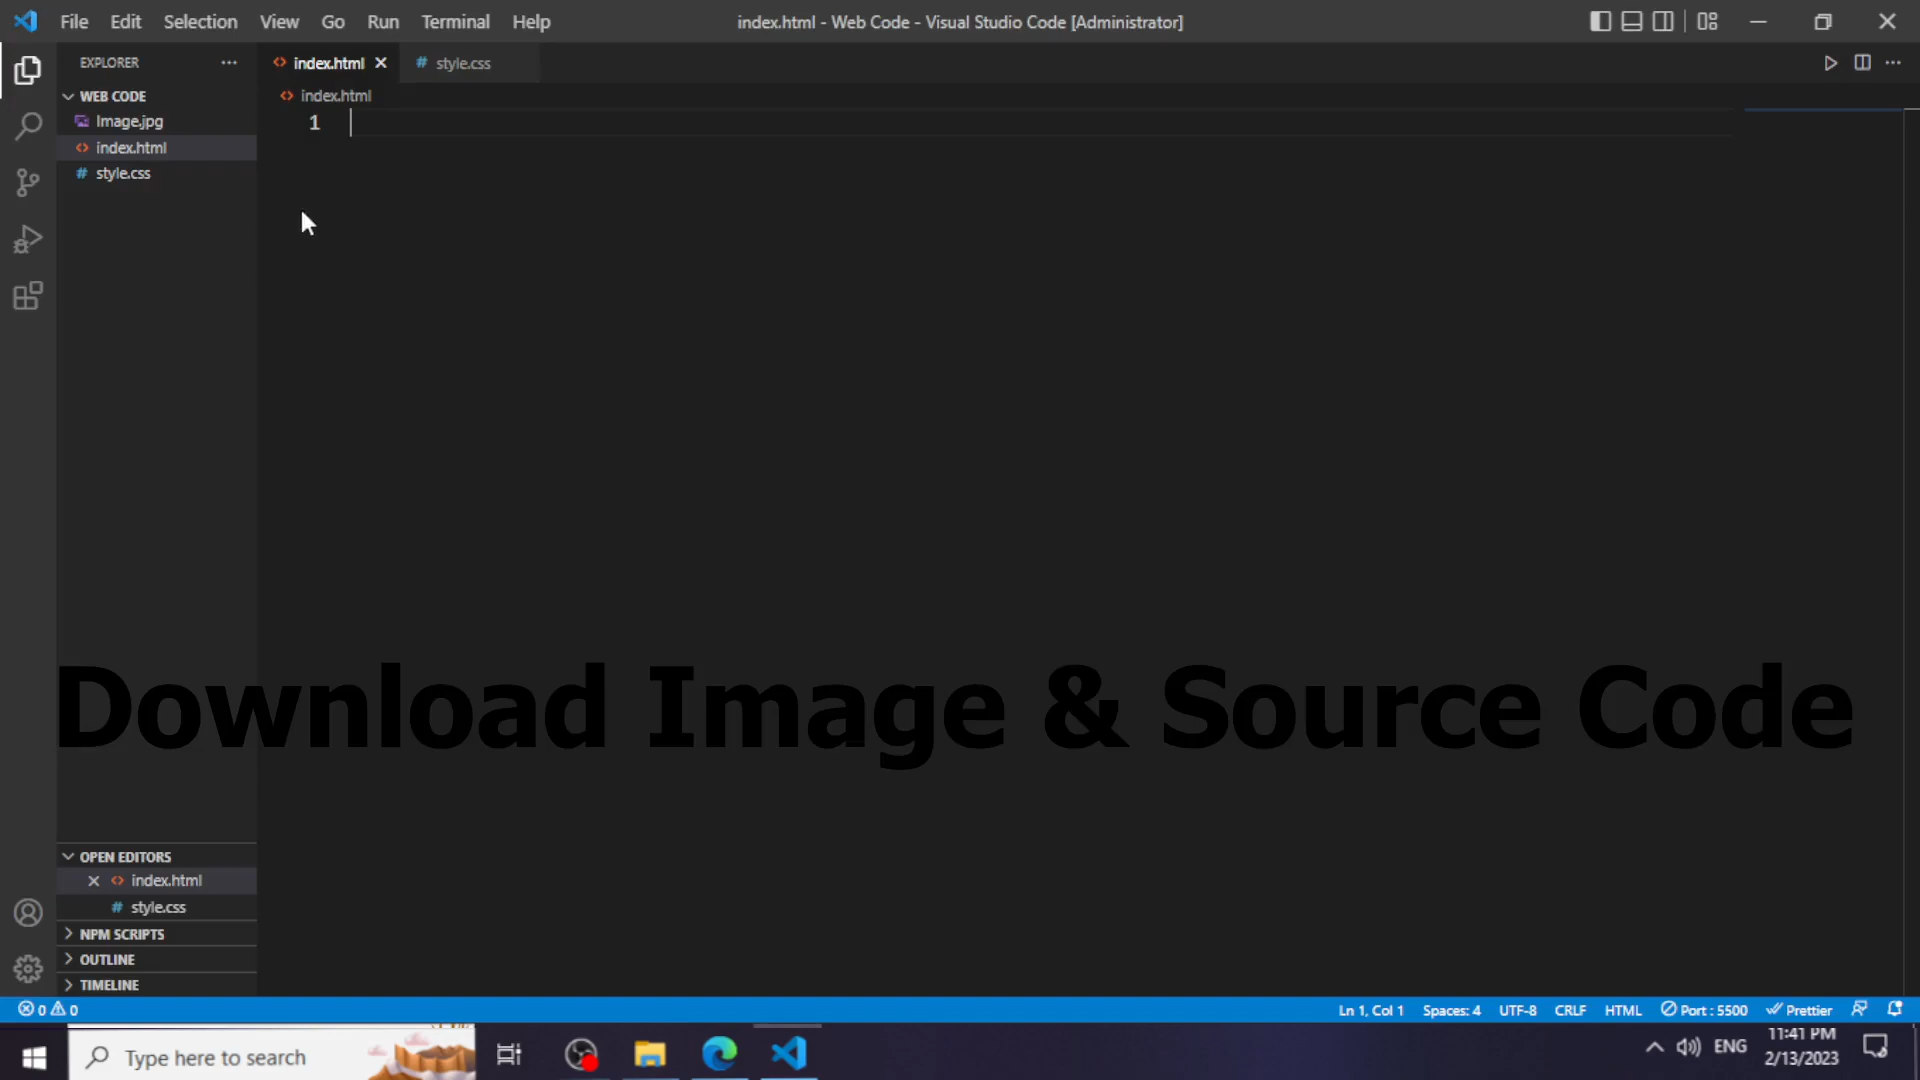 File Edit Selection View Go Run Terminal Help
index.html - Web Code - Visual Studio Code [Administrator]
EXPLORER
index.html
# style.css
WEB CODE
index.html
Image.jpg
1
index.html
# style.css
Download Image & Source Code
OPEN EDITORS
index.html
# style.css
NPM SCRIPTS
OUTLINE
TIMELINE
0 0
Ln 1, Col 1 Spaces: 4 UTF-8 CRLF HTML Port : 5500 Prettier
Type here to search
ENG
11:41 PM
2/13/2023